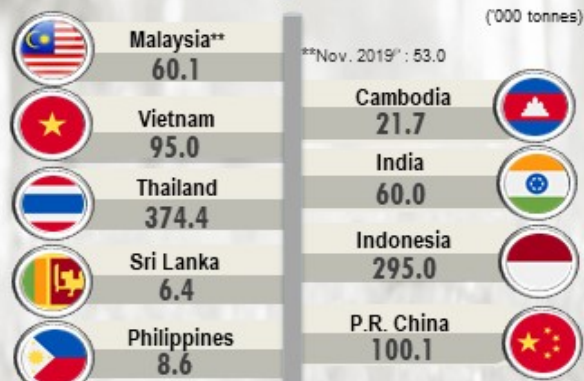 ('000 tonnes)
Malaysia**
60.1
**Nov. 2019ᵖ : 53.0
Vietnam
95.0
Cambodia
21.7
Thailand
374.4
India
60.0
Sri Lanka
6.4
Indonesia
295.0
Philippines
8.6
P.R. China
100.1